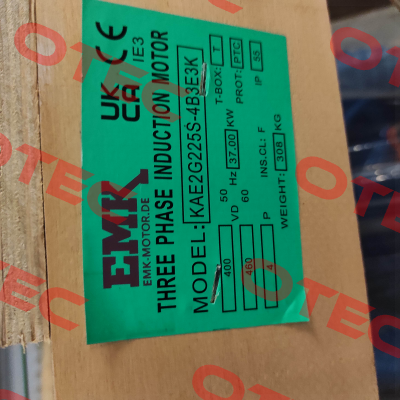 UK CA CE IE3
EMK
EMK-MOTOR.DE
THREE PHASE INDUCTION MOTOR
MODEL: KAE2G225S-4B3E3K
T-BOX: T
400 VD 50 Hz 37.00 KW PROT: PTC
460 60 INS.CL: F IP 55
4 P WEIGHT: 308 KG
OTEC
OTEC
OTEC
OTEC
OTEC